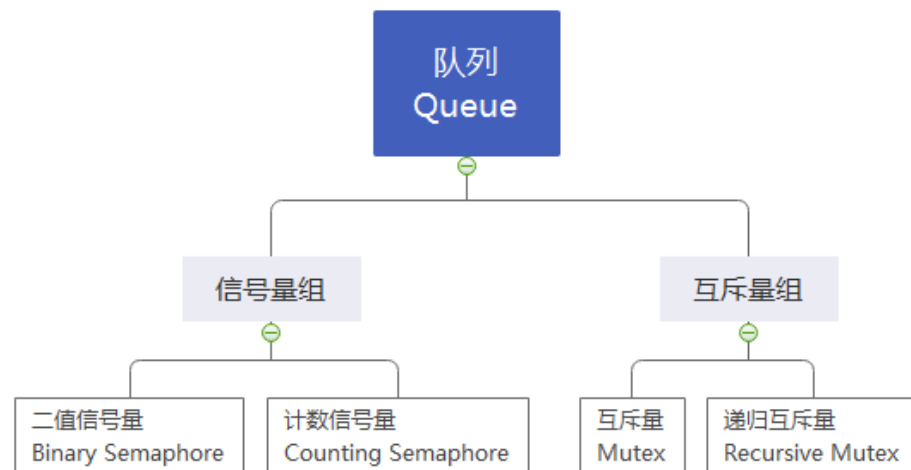 队列
Queue
信号量组
互斥量组
二值信号量
Binary Semaphore
计数信号量
Counting Semaphore
互斥量
Mutex
递归互斥量
Recursive Mutex